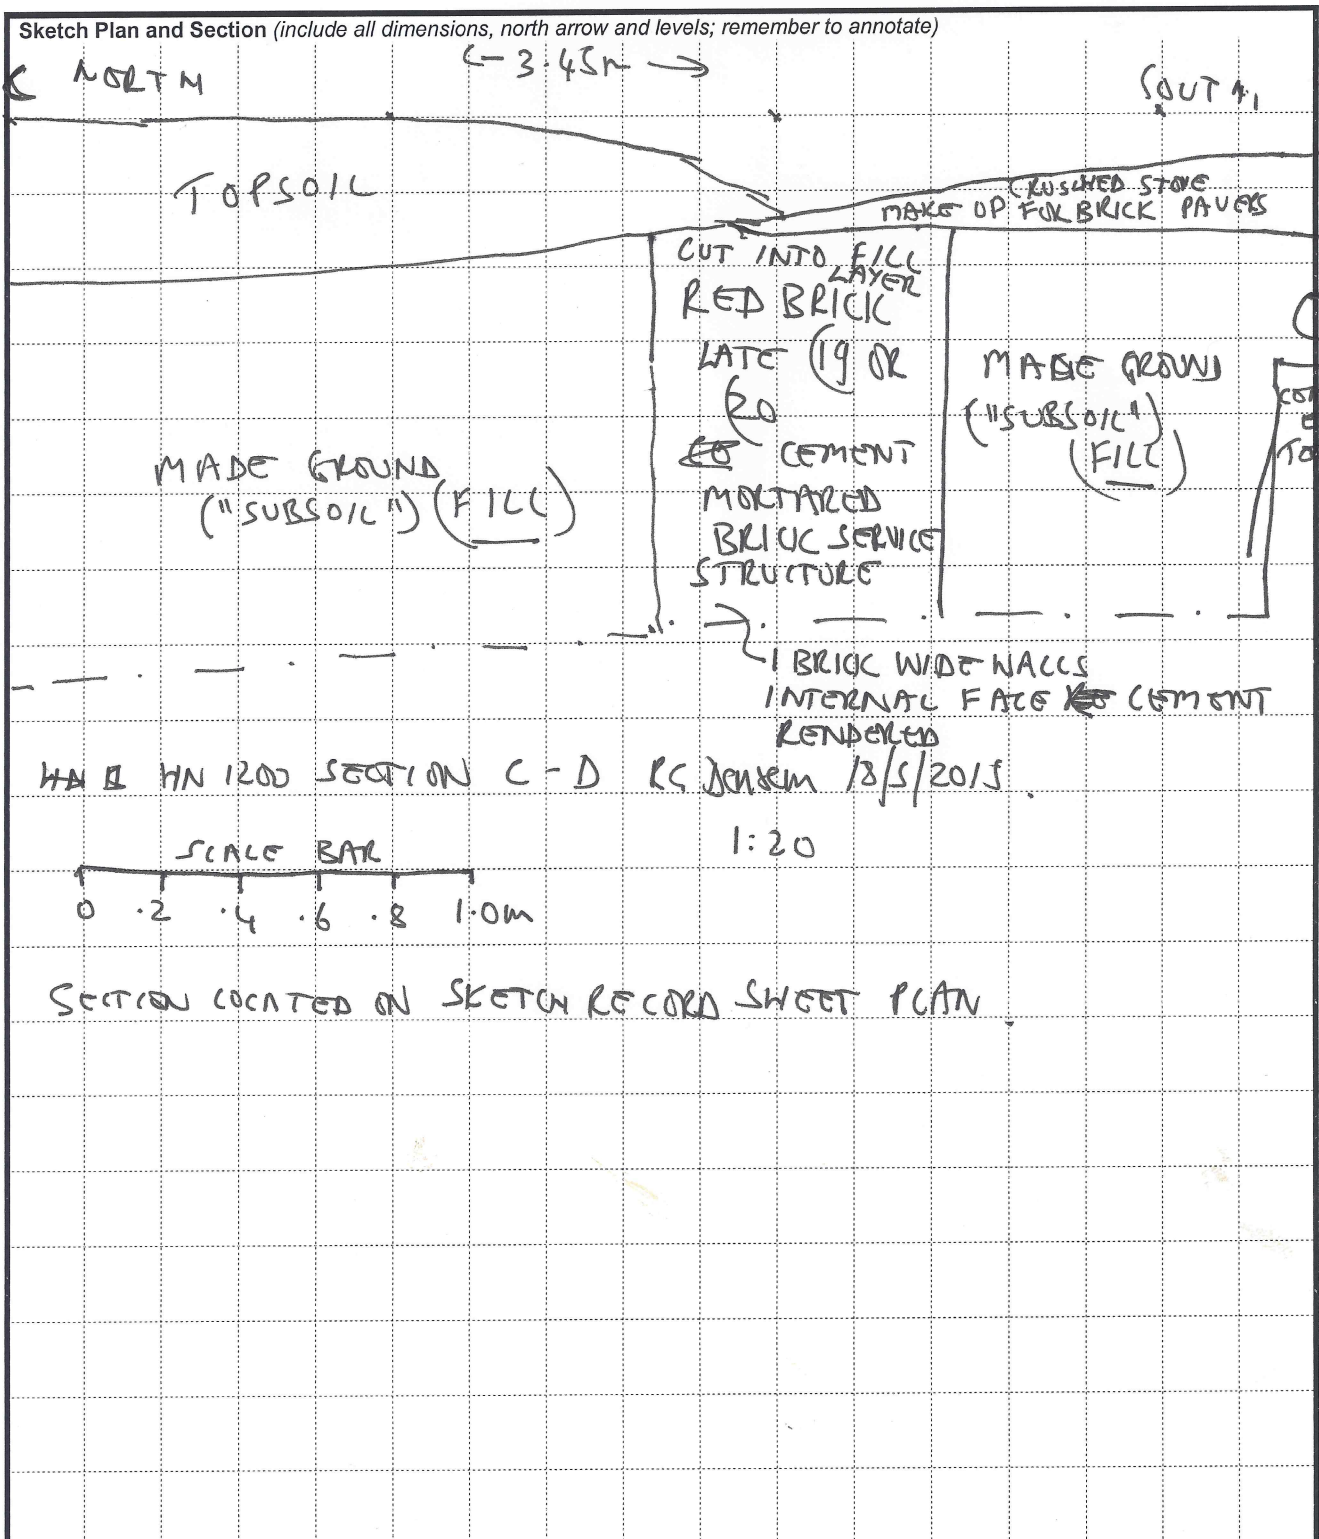 Sketch Plan and Section (include all dimensions, north arrow and levels; remember to annotate)
C NORTH
← 3.45m →
SOUTH
TOPSOIL
CRUSHED STONE
MAKE UP FOR BRICK PAVERS
CUT INTO FILL
LAYER
RED BRICK
LATE C19 OR
C20
CEMENT
MORTARED
BRICK SERVICE
STRUCTURE
MADE GROUND
("SUBSOIL")
(FILL)
MADE GROUND
("SUBSOIL") (FILL)
1 BRICK WIDE WALLS
INTERNAL FACE CEMENT
RENDERED
HN 1200 SECTION C - D RG Densem 18/5/2015.
1:20
SCALE BAR
0 .2 .4 .6 .8 1.0m
SECTION LOCATED ON SKETCH RECORD SHEET PLAN.